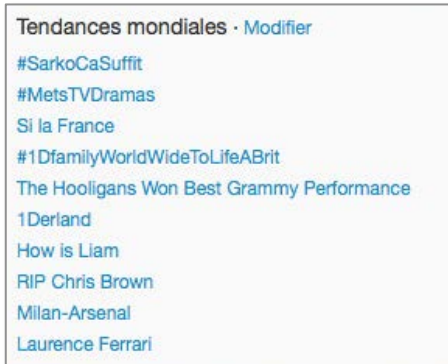 Tendances mondiales · Modifier
#SarkoCaSuffit
#MetsTVDramas
Si la France
#1DfamilyWorldWideToLifeABrit
The Hooligans Won Best Grammy Performance
1Derland
How is Liam
RIP Chris Brown
Milan-Arsenal
Laurence Ferrari